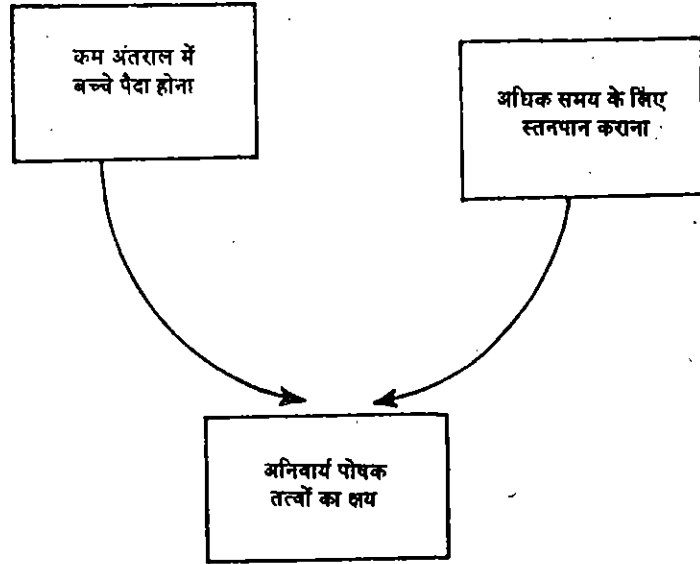 कम अंतराल में
बच्चे पैदा होना
अधिक समय के लिए
स्तनपान कराना
अनिवार्य पोषक
तत्वों का क्षय